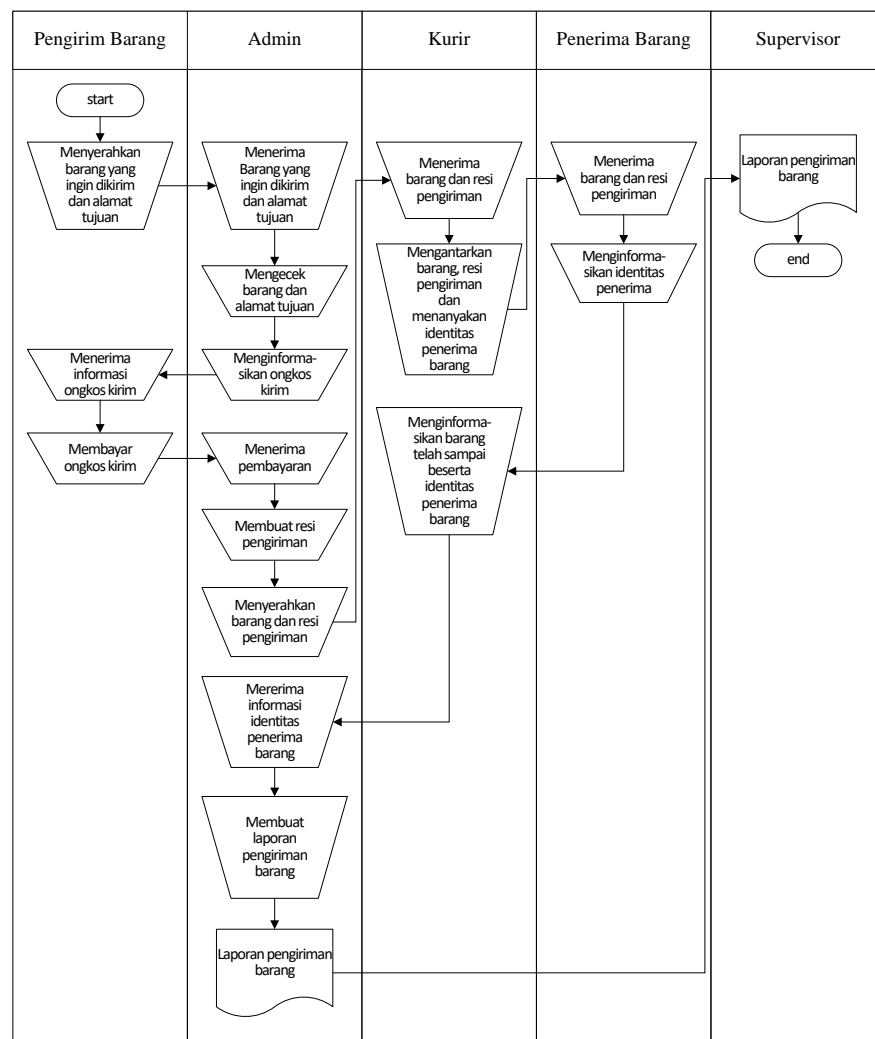 Pengirim Barang
Admin
Kurir
Penerima Barang
Supervisor
start
Menyerahkan
barang yang
ingin dikirim
dan alamat
tujuan
Menerima
Barang yang
ingin dikirim
dan alamat
tujuan
Mengecek
barang dan
alamat tujuan
Menginforma-
sikan ongkos
kirim
Menerima
informasi
ongkos kirim
Membayar
ongkos kirim
Menerima
pembayaran
Membuat resi
pengiriman
Menyerahkan
barang dan resi
pengiriman
Menerima
barang dan resi
pengiriman
Mengantarkan
barang, resi
pengiriman
dan
menanyakan
identitas
penerima
barang
Menerima
barang dan resi
pengiriman
Menginforma-
sikan identitas
penerima
Menginforma-
sikan barang
telah sampai
beserta
identitas
penerima
barang
Mererima
informasi
identitas
penerima
barang
Membuat
laporan
pengiriman
barang
Laporan pengiriman
barang
Laporan pengiriman
barang
end